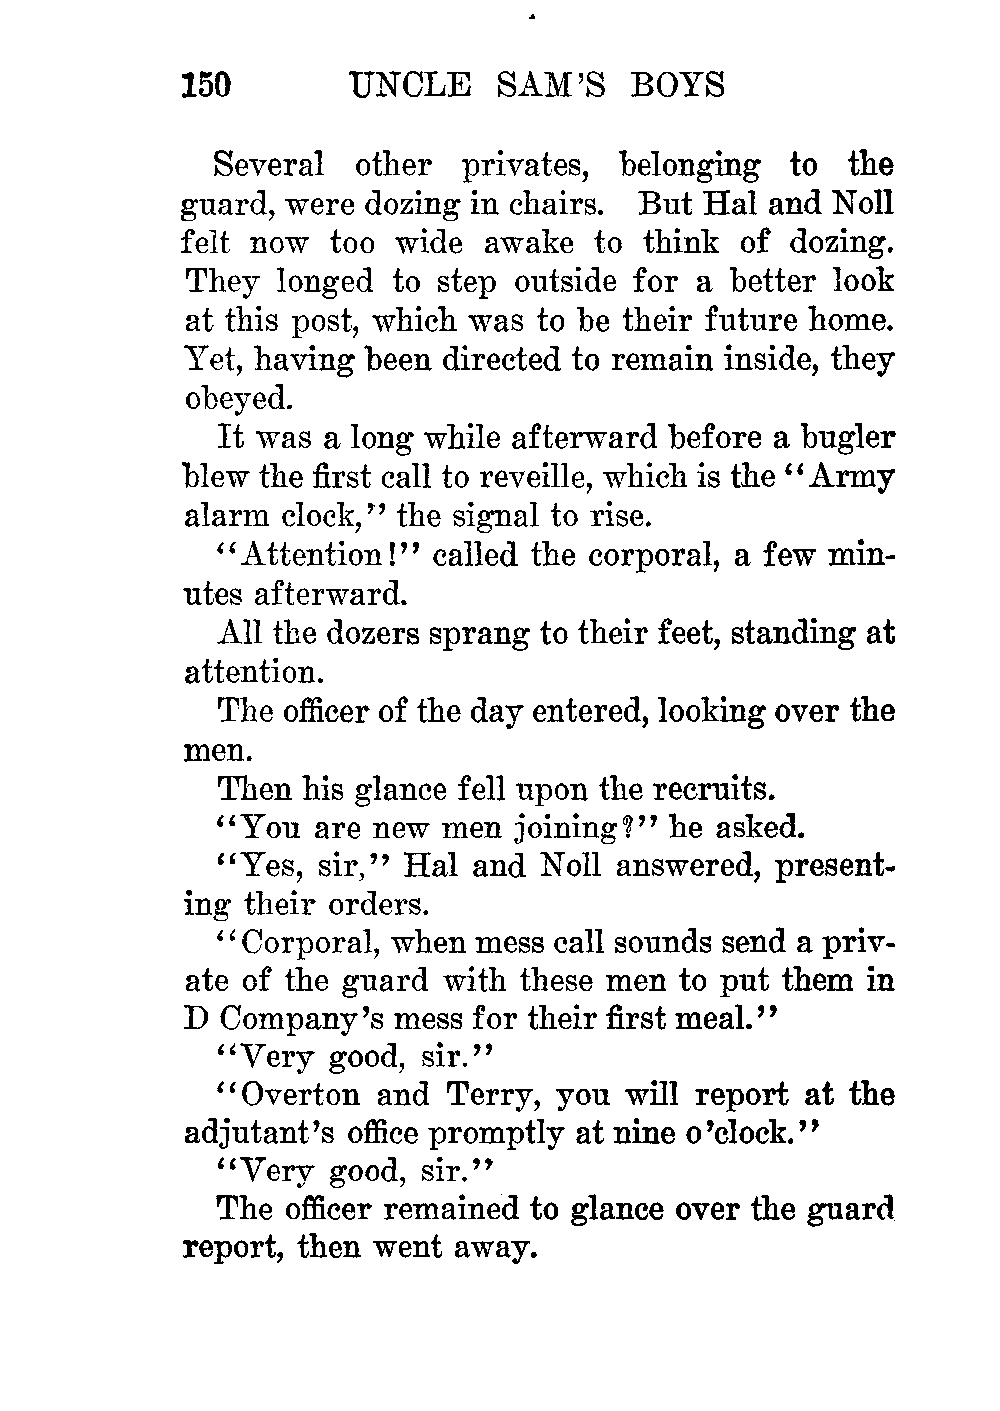 150 UNCLE SAM'S BOYS
Several other privates, belonging to the
guard, were dozing in chairs. But Hal and Noll
felt now too wide awake to think of dozing.
They longed to step outside for a better look
at this post, which was to be their future home.
Yet, having been directed to remain inside, they
obeyed.
It was a long while afterward before a bugler
blew the first call to reveille, which is the "Army
alarm clock," the signal to rise.
"Attention!" called the corporal, a few min-
utes afterward.
All the dozers sprang to their feet, standing at
attention.
The officer of the day entered, looking over the
men.
Then his glance fell upon the recruits.
"You are new men joining?" he asked.
"Yes, sir," Hal and Noll answered, present-
ing their orders.
"Corporal, when mess call sounds send a priv-
ate of the guard with these men to put them in
D Company's mess for their first meal."
"Very good, sir."
"Overton and Terry, you will report at the
adjutant's office promptly at nine o'clock."
"Very good, sir."
The officer remained to glance over the guard
report, then went away.